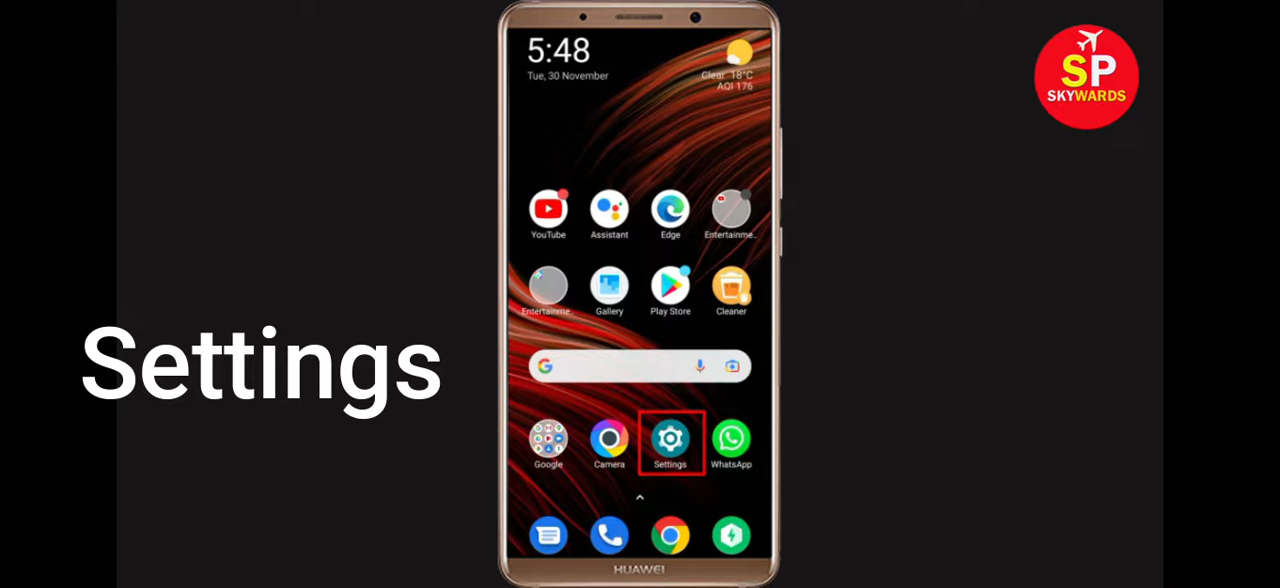 5:48
Tue, 30 November
Clear 18°C
AQI 176
SP
SKYWARDS
YouTube
Assistant
Edge
Entertainme..
Entertainme..
Gallery
Play Store
Cleaner
Settings
Google
Camera
Settings
WhatsApp
HUAWEI